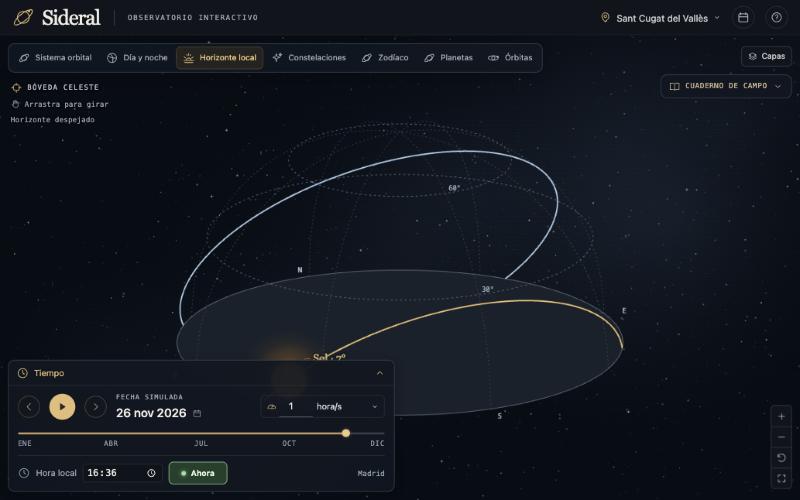 Sideral
OBSERVATORIO INTERACTIVO
Sant Cugat del Vallès
Sistema orbital
Día y noche
Horizonte local
Constelaciones
Zodíaco
Planetas
Órbitas
Capas
BÓVEDA CELESTE
Arrastra para girar
Horizonte despejado
CUADERNO DE CAMPO
60°
N
30°
E
Sol
S
Tiempo
FECHA SIMULADA
26 nov 2026
1 hora/s
ENE ABR JUL OCT DIC
Hora local 16:36 Ahora Madrid